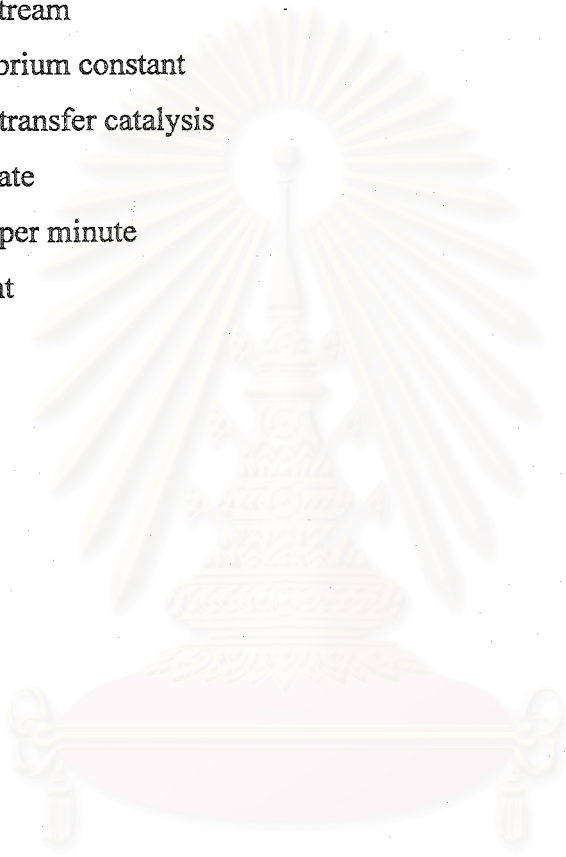 tream
brium constant
transfer catalysis
ate
per minute
nt